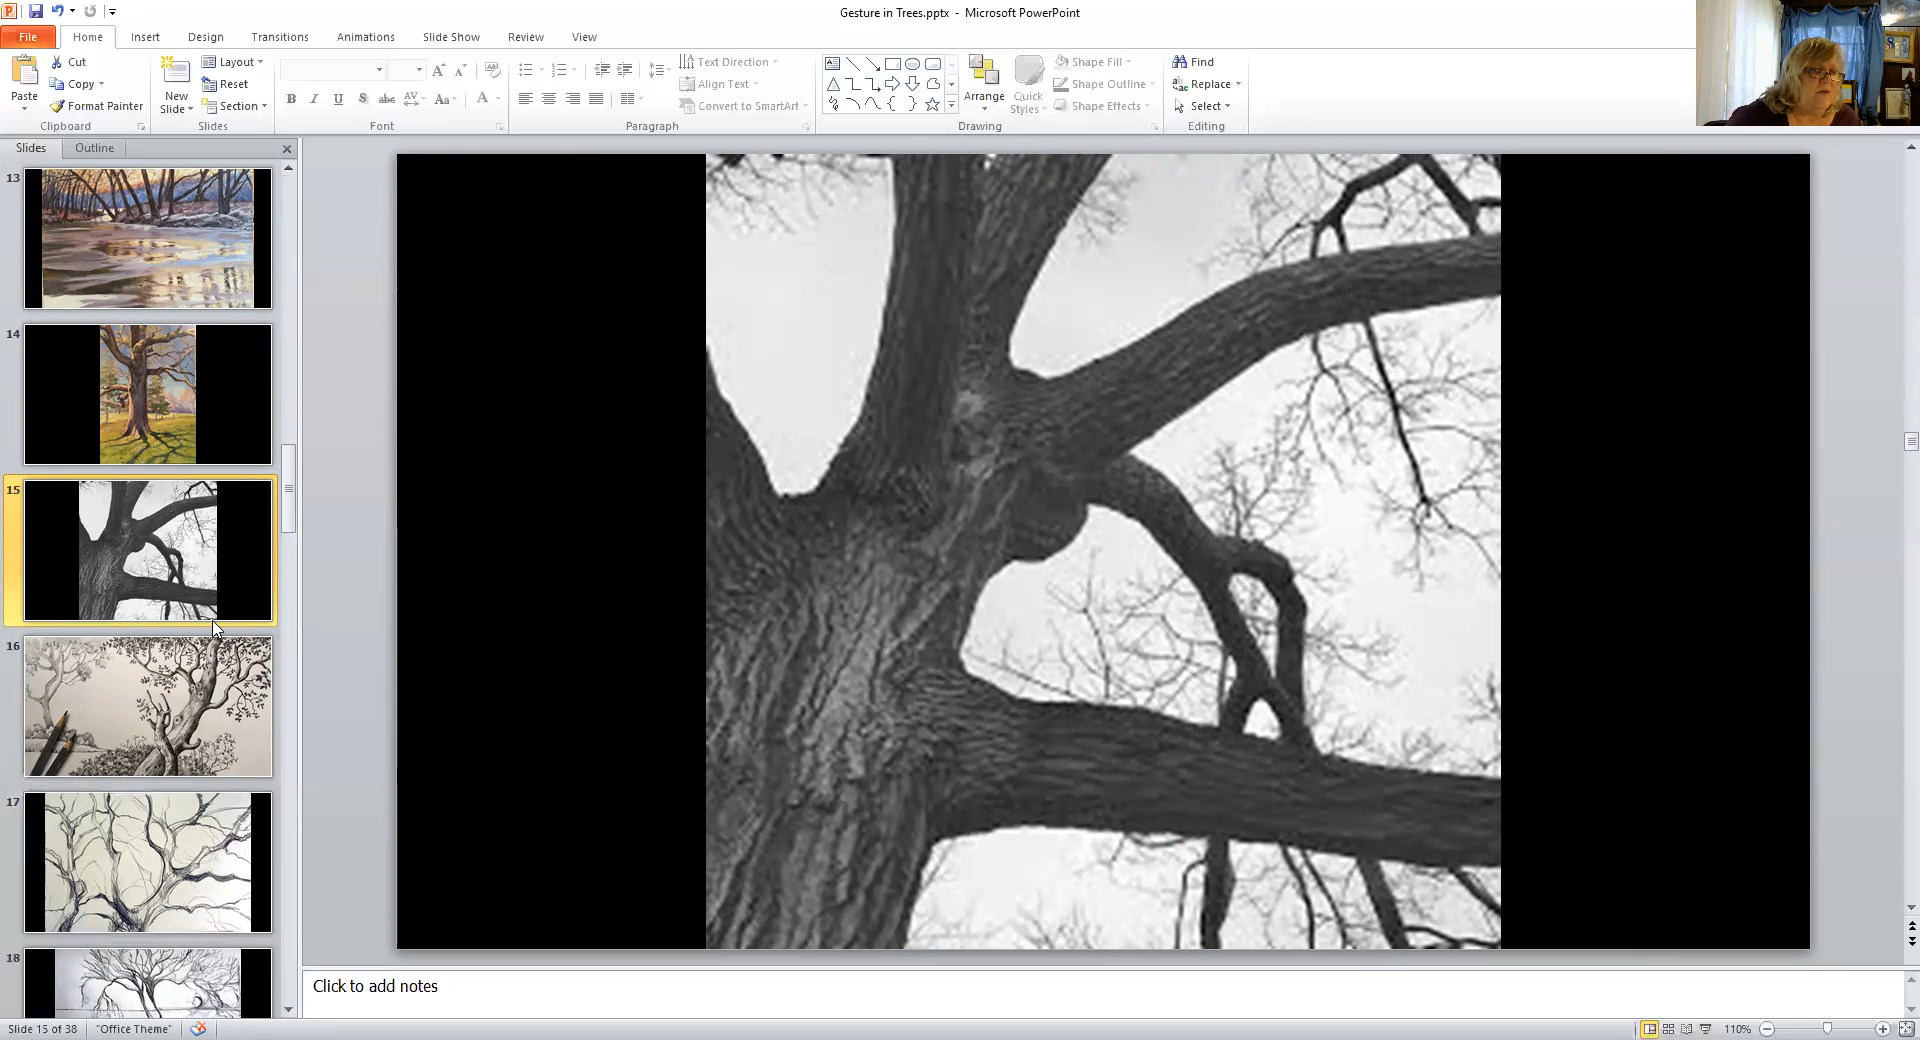 Gesture in Trees.pptx - Microsoft PowerPoint
File Home Insert Design Transitions Animations Slide Show Review View
Paste
Cut
Copy
Format Painter
Clipboard
New
Slide
Layout
Reset
Section
Slides
B I U S abc AV Aa A
Font
Text Direction
Align Text
Convert to SmartArt
Paragraph
Arrange
Quick
Styles
Shape Fill
Shape Outline
Shape Effects
Drawing
Find
Replace
Select
Editing
Slides Outline
13
14
15
16
17
18
Click to add notes
Slide 15 of 38 "Office Theme" 110%